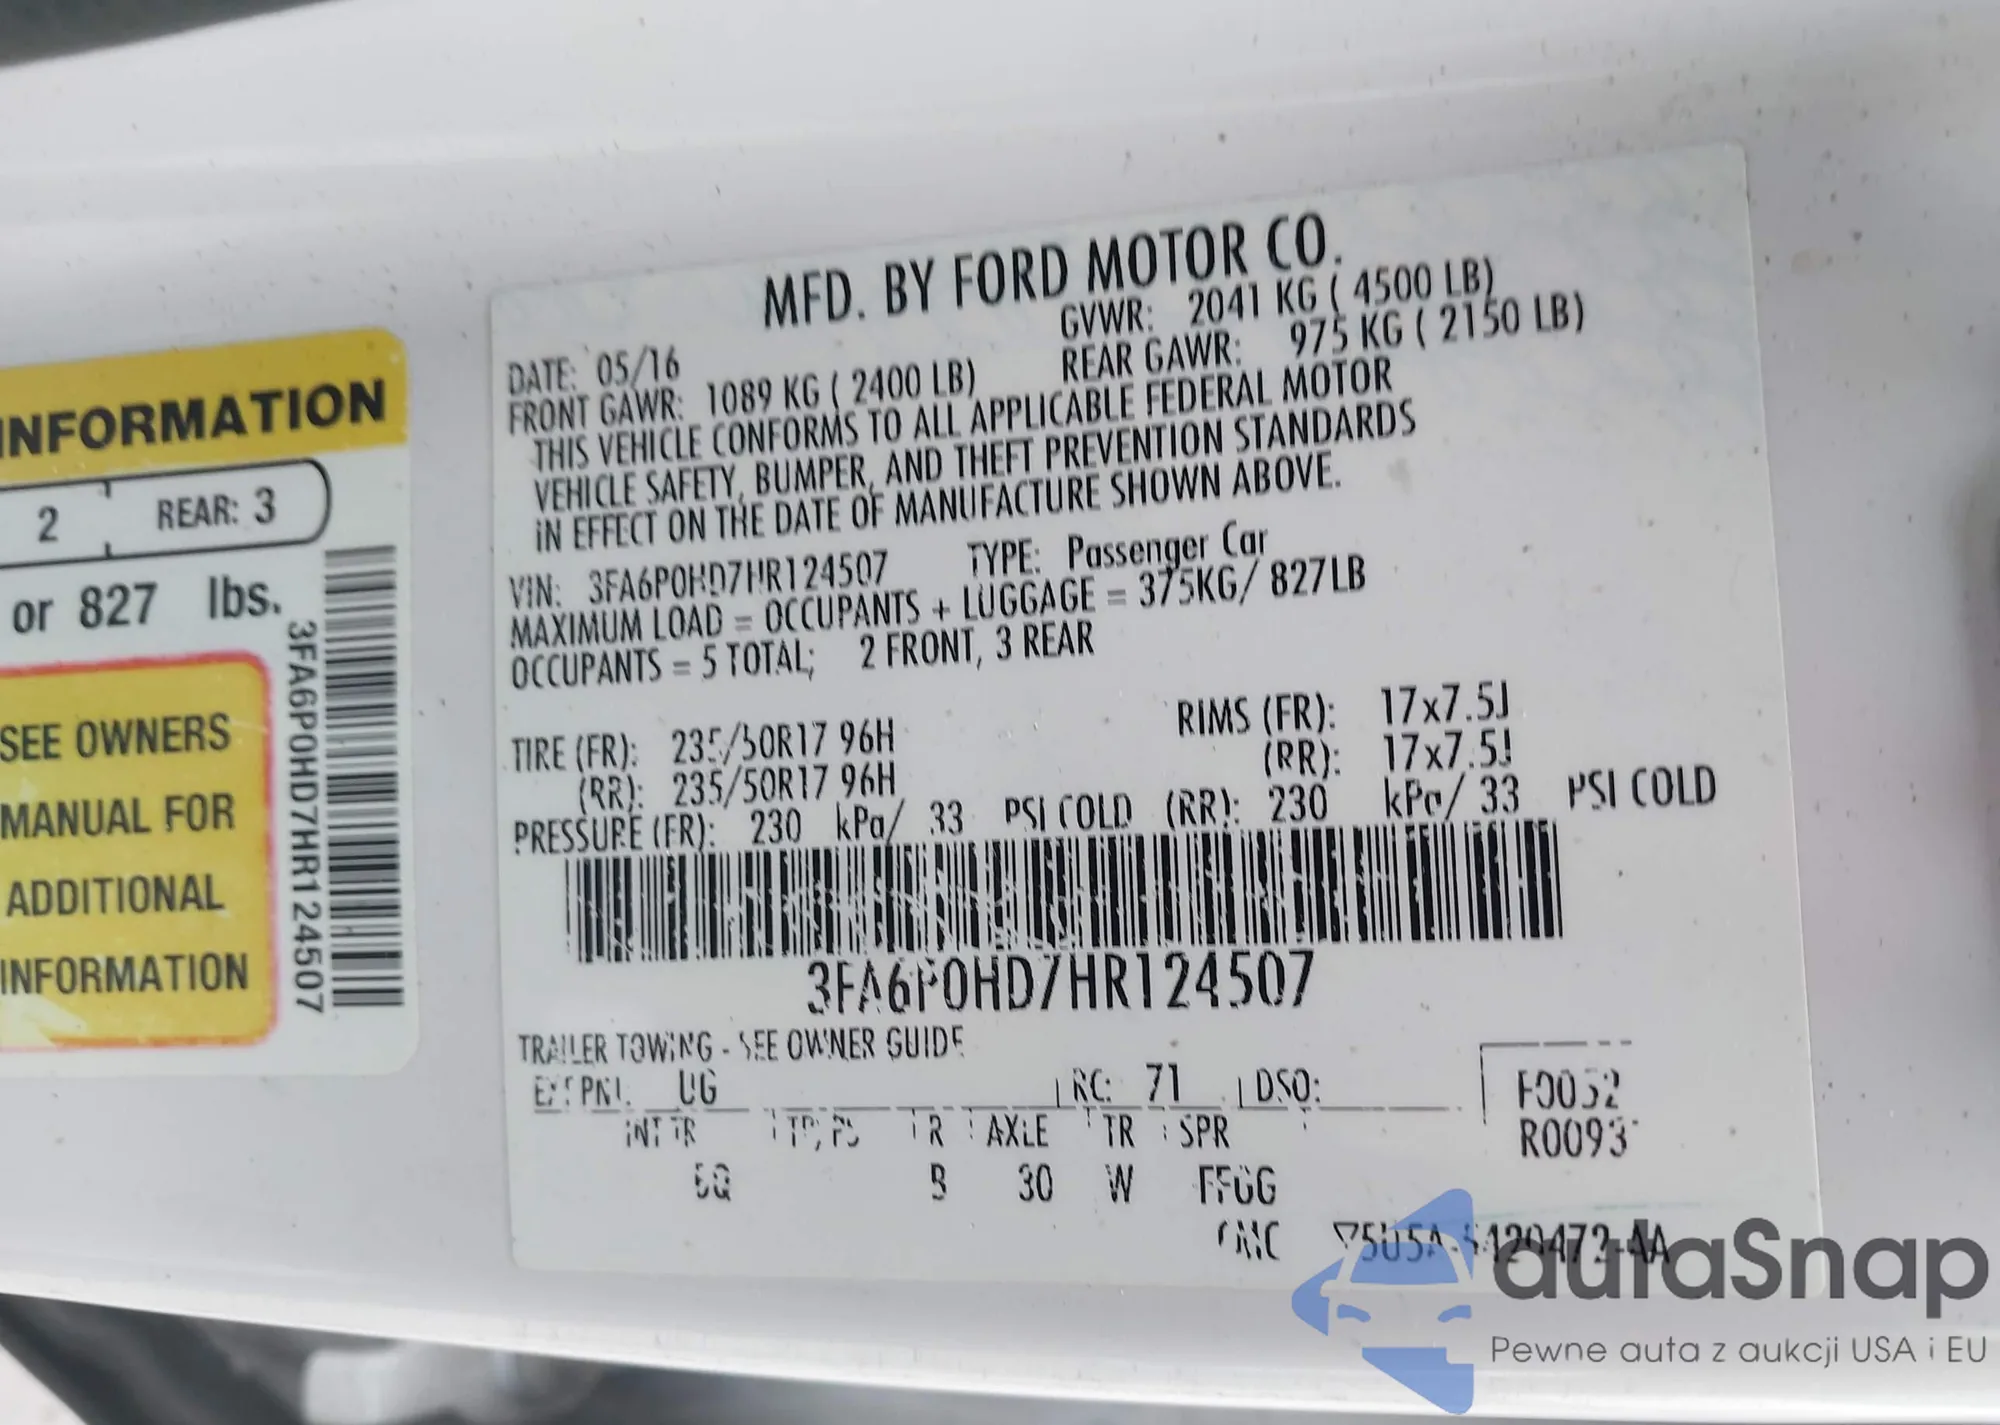 INFORMATION
2 REAR: 3
or 827 lbs.
SEE OWNERS
MANUAL FOR
ADDITIONAL
INFORMATION
3FA6P0HD7HR124507
MFD. BY FORD MOTOR CO.
DATE: 05/16 GVWR: 2041 KG ( 4500 LB)
FRONT GAWR: 1089 KG ( 2400 LB) REAR GAWR: 975 KG ( 2150 LB)
THIS VEHICLE CONFORMS TO ALL APPLICABLE FEDERAL MOTOR
VEHICLE SAFETY, BUMPER, AND THEFT PREVENTION STANDARDS
IN EFFECT ON THE DATE OF MANUFACTURE SHOWN ABOVE.
VIN: 3FA6P0HD7HR124507 TYPE: Passenger Car
MAXIMUM LOAD = OCCUPANTS + LUGGAGE = 375KG/ 827LB
OCCUPANTS = 5 TOTAL; 2 FRONT, 3 REAR
TIRE (FR): 235/50R17 96H RIMS (FR): 17x7.5J
(RR): 235/50R17 96H (RR): 17x7.5J
PRESSURE (FR): 230 kPa/ 33 PSI COLD (RR): 230 kPa/ 33 PSI COLD
3FA6P0HD7HR124507
TRAILER TOWING - SEE OWNER GUIDE
EXT PNT: UG RC: 71 DSO:
F0052
R0093
INT TR TP/PS R AXLE TR SPR
B 30 W
autaSnap
Pewne auta z aukcji USA i EU